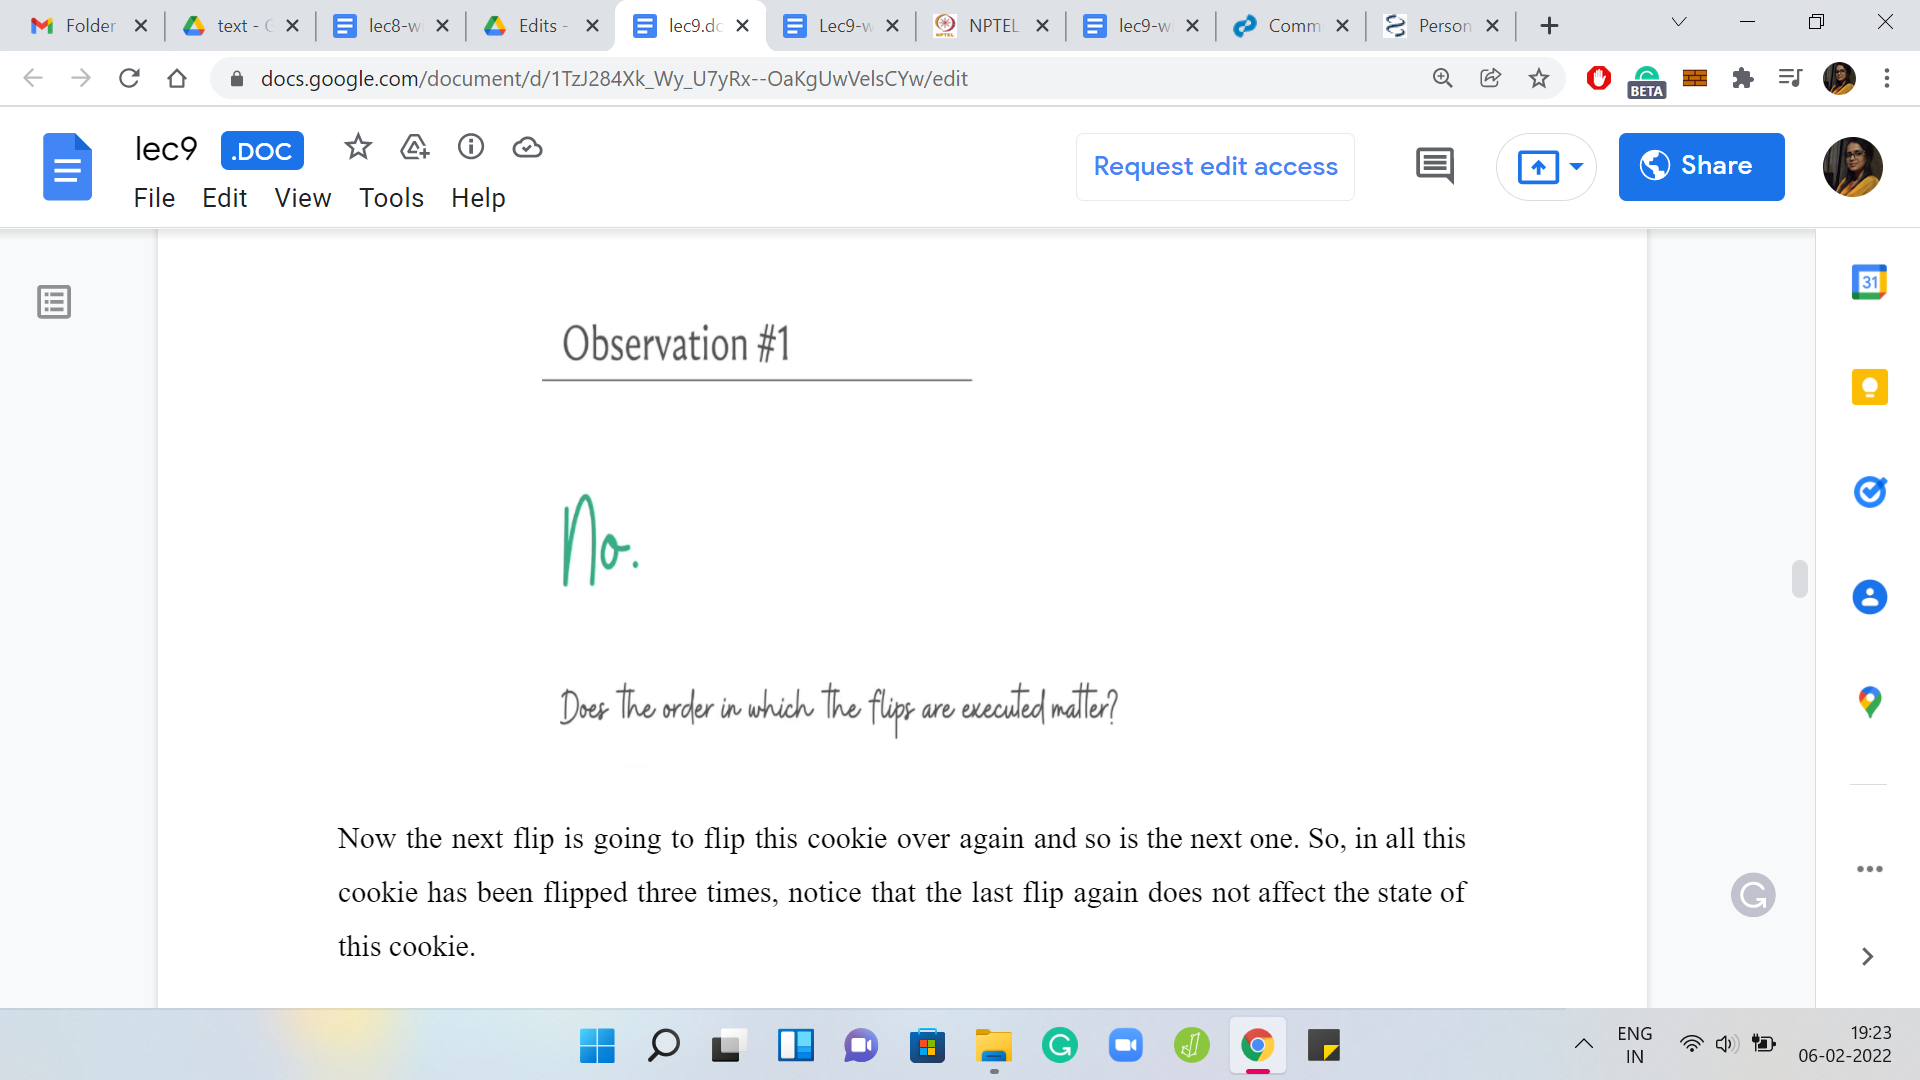 Folder
text - G
lec8-w
Edits -
lec9.dc
Lec9-w
NPTEL
lec9-w
Comm
Person
docs.google.com/document/d/1TzJ284Xk_Wy_U7yRx--OaKgUwVelsCYw/edit
BETA
lec9 .DOC
Request edit access
Share
File Edit View Tools Help
31
Observation #1
No.
Does the order in which the flips are executed matter?
Now the next flip is going to flip this cookie over again and so is the next one. So, in all this
cookie has been flipped three times, notice that the last flip again does not affect the state of
this cookie.
ENG
IN
19:23
06-02-2022